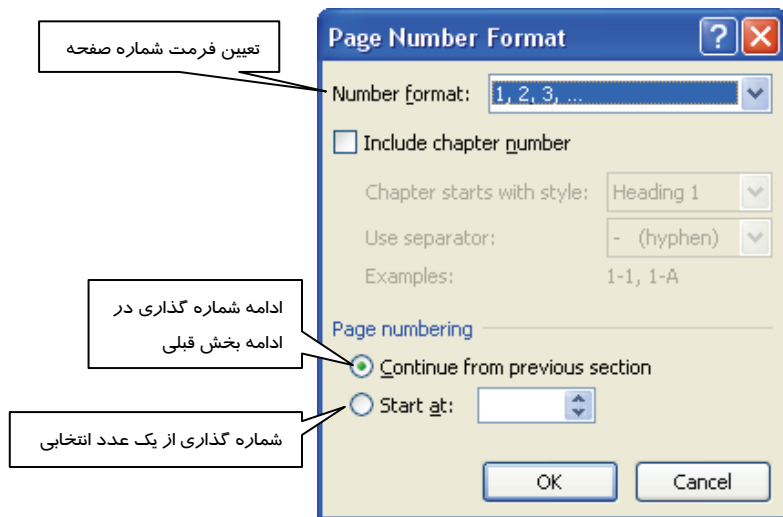 Page Number Format
تعیین فرمت شماره صفحه
Number format: 1, 2, 3, ...
Include chapter number
Chapter starts with style: Heading 1
Use separator: - (hyphen)
Examples: 1-1, 1-A
ادامه شماره گذاری در
ادامه بخش قبلی
Page numbering
Continue from previous section
Start at:
شماره گذاری از یک عدد انتخابی
OK Cancel